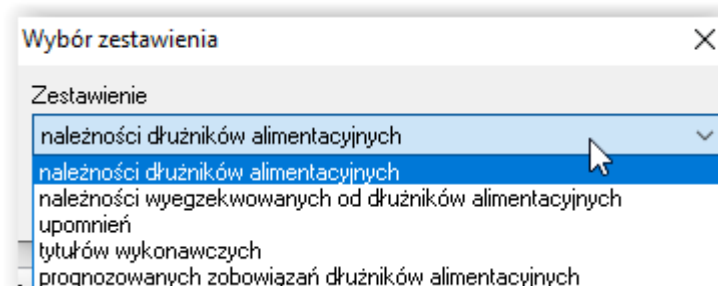 Wybór zestawienia
Zestawienie
należności dłużników alimentacyjnych
należności dłużników alimentacyjnych
należności wyegzekwowanych od dłużników alimentacyjnych
upomnień
tytułów wykonawczych
prognozowanych zobowiązań dłużników alimentacyjnych